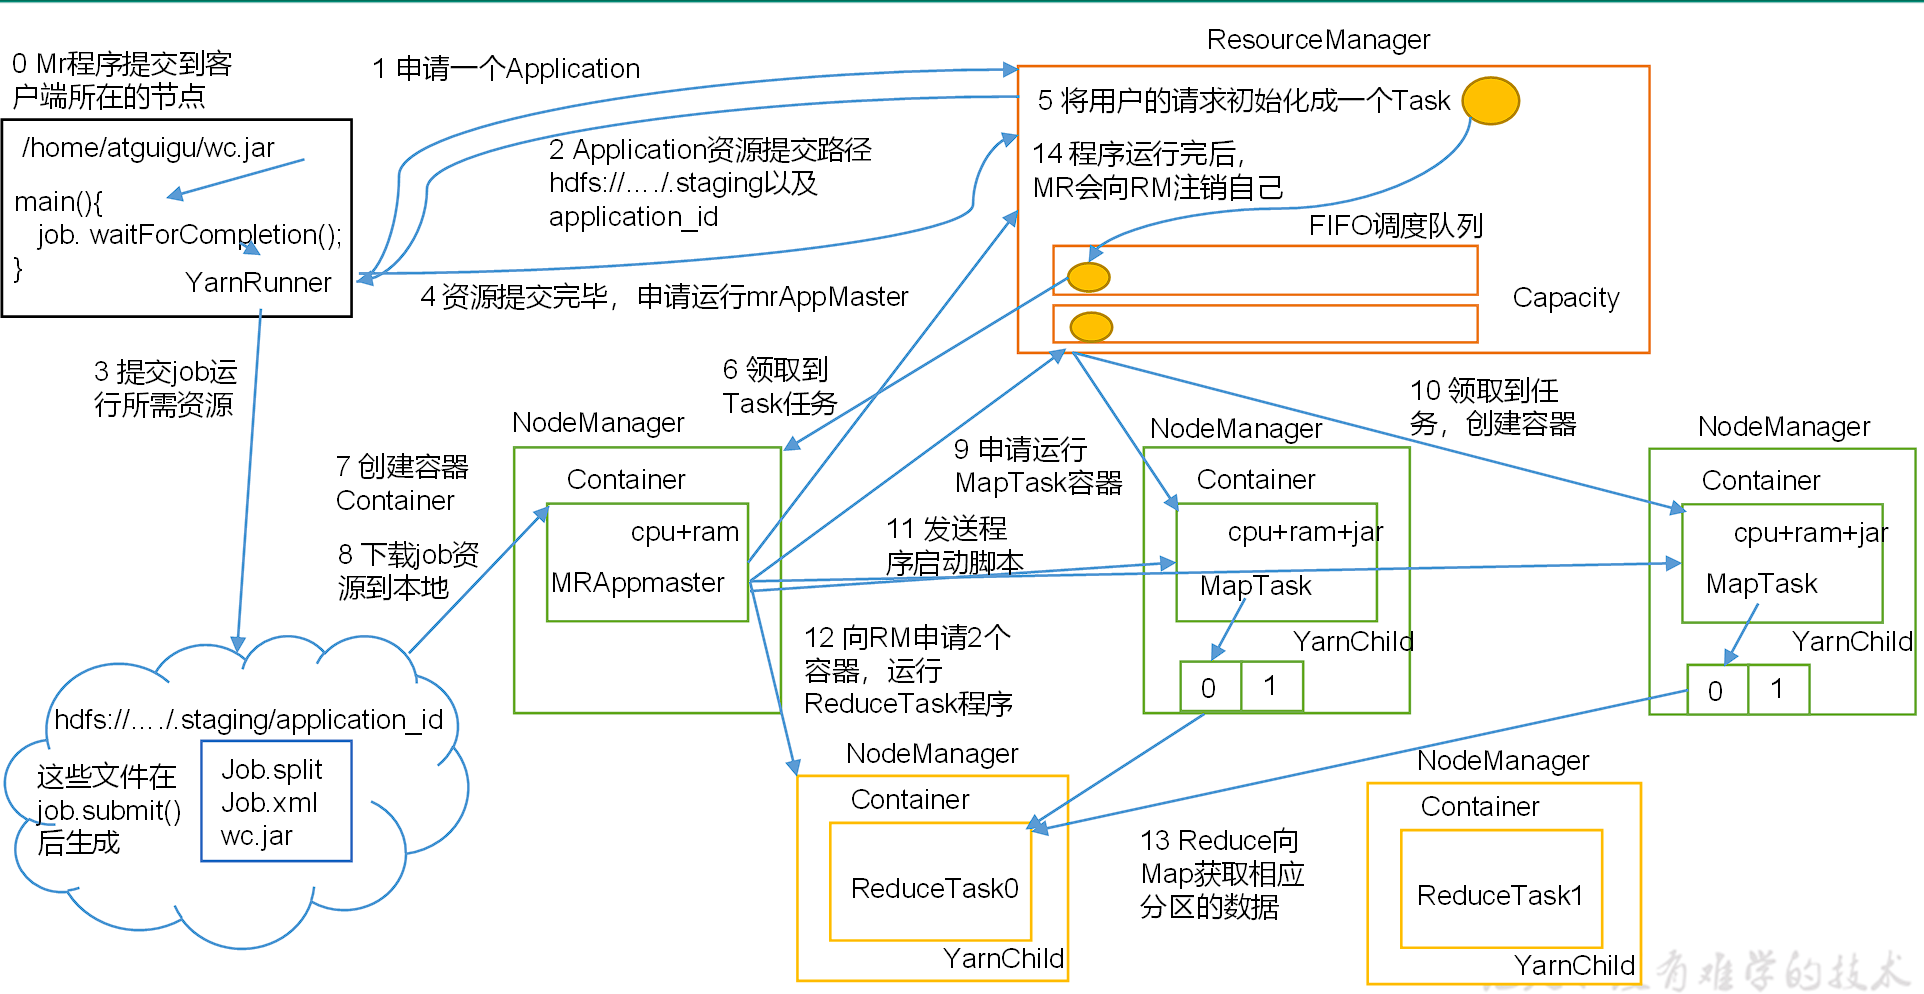 0 Mr程序提交到客
户端所在的节点
/home/atguigu/wc.jar
main(){
job. waitForCompletion();
}
YarnRunner
1 申请一个Application
2 Application资源提交路径
hdfs://…./.staging以及
application_id
4 资源提交完毕，申请运行mrAppMaster
ResourceManager
5 将用户的请求初始化成一个Task
14 程序运行完后，
MR会向RM注销自己
FIFO调度队列
Capacity
3 提交job运
行所需资源
6 领取到
Task任务
7 创建容器
Container
8 下载job资
源到本地
NodeManager
Container
cpu+ram
MRAppmaster
9 申请运行
MapTask容器
10 领取到任
务，创建容器
11 发送程
序启动脚本
NodeManager
Container
cpu+ram+jar
MapTask
YarnChild
0
1
NodeManager
Container
cpu+ram+jar
MapTask
YarnChild
0
1
12 向RM申请2个
容器，运行
ReduceTask程序
hdfs://…./.staging/application_id
这些文件在
job.submit()
后生成
Job.split
Job.xml
wc.jar
NodeManager
Container
ReduceTask0
YarnChild
13 Reduce向
Map获取相应
分区的数据
NodeManager
Container
ReduceTask1
YarnChild
有难学的技术